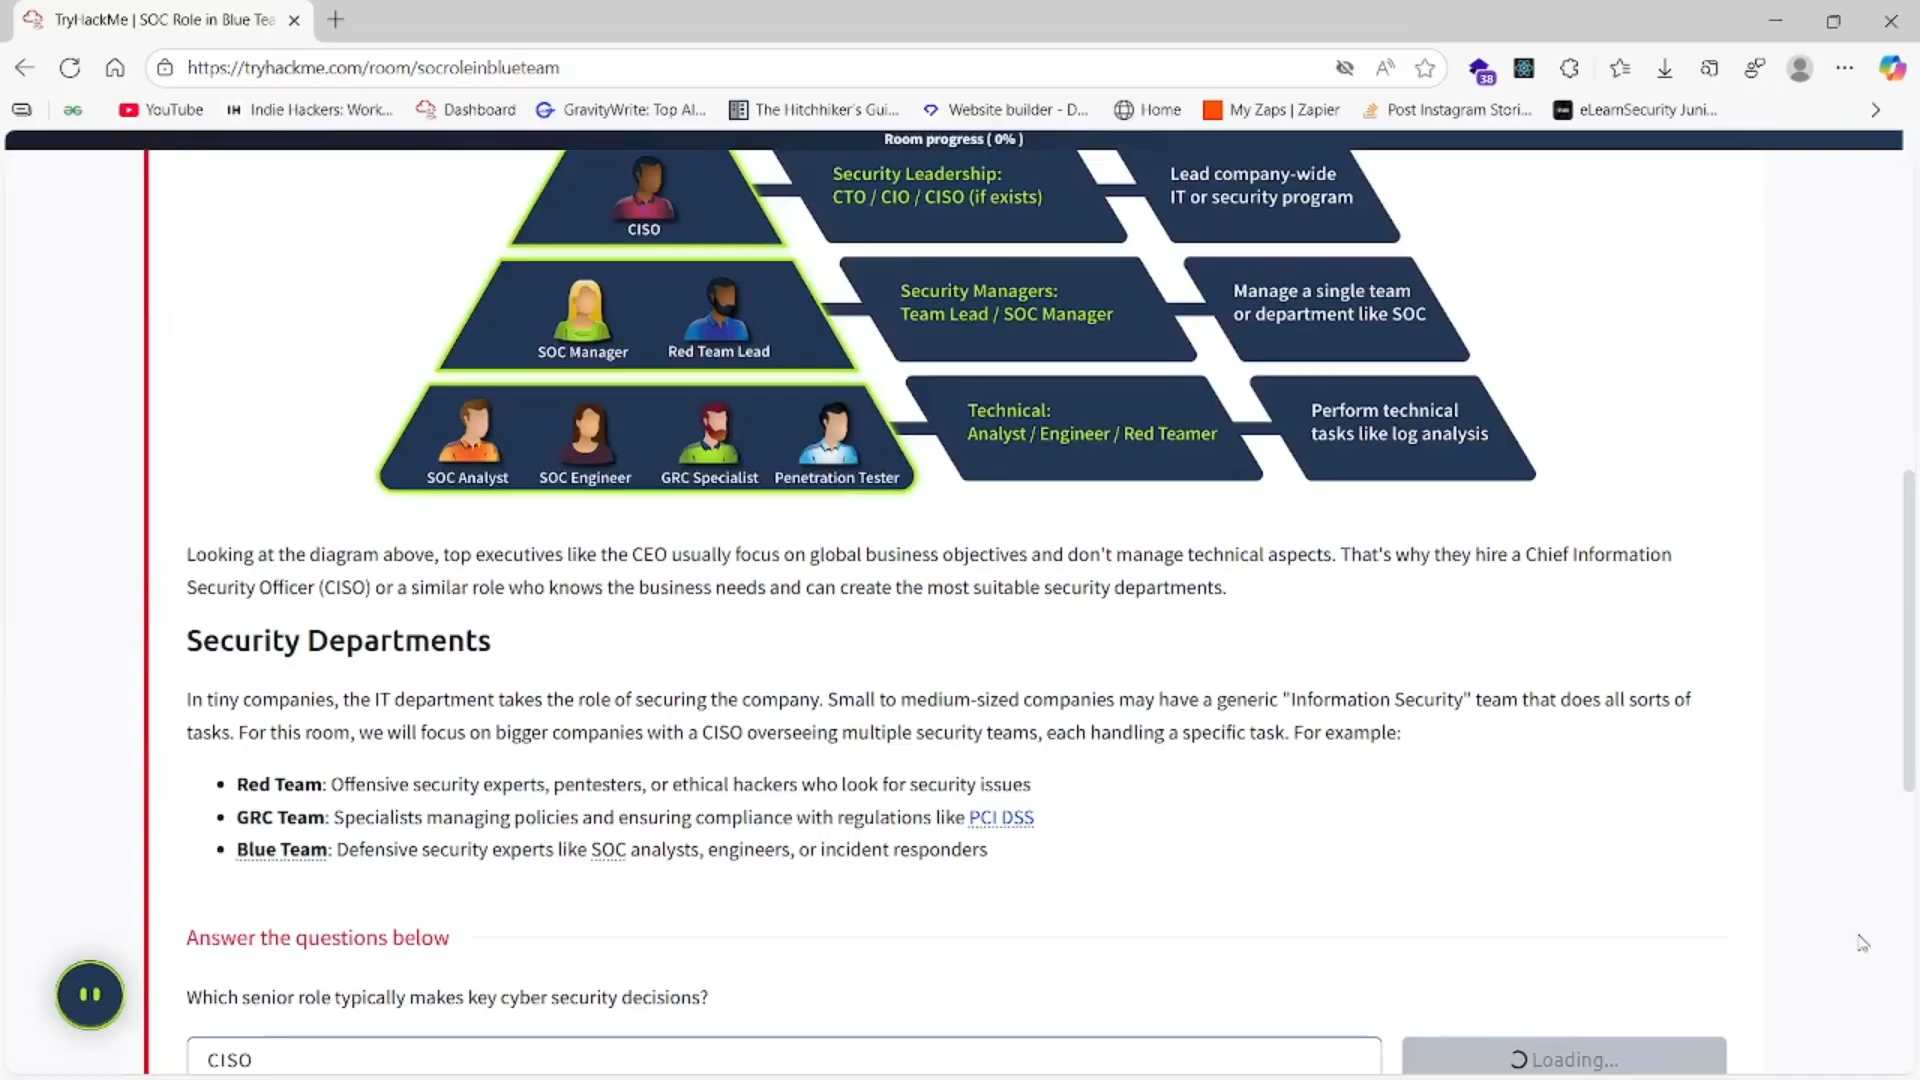 TryHackMe | SOC Role in Blue Tea
https://tryhackme.com/room/socroleinblueteam
38
YouTube
IH Indie Hackers: Work...
Dashboard
GravityWrite: Top AI...
The Hitchhiker's Gui...
Website builder - D...
Home
My Zaps | Zapier
Post Instagram Stori...
eLearnSecurity Juni...
Room progress ( 0% )
CISO
Security Leadership:
CTO / CIO / CISO (if exists)
Lead company-wide
IT or security program
SOC Manager
Red Team Lead
Security Managers:
Team Lead / SOC Manager
Manage a single team
or department like SOC
SOC Analyst
SOC Engineer
GRC Specialist
Penetration Tester
Technical:
Analyst / Engineer / Red Teamer
Perform technical
tasks like log analysis
Looking at the diagram above, top executives like the CEO usually focus on global business objectives and don't manage technical aspects. That's why they hire a Chief Information
Security Officer (CISO) or a similar role who knows the business needs and can create the most suitable security departments.
Security Departments
In tiny companies, the IT department takes the role of securing the company. Small to medium-sized companies may have a generic "Information Security" team that does all sorts of
tasks. For this room, we will focus on bigger companies with a CISO overseeing multiple security teams, each handling a specific task. For example:
• Red Team: Offensive security experts, pentesters, or ethical hackers who look for security issues
• GRC Team: Specialists managing policies and ensuring compliance with regulations like PCI DSS
• Blue Team: Defensive security experts like SOC analysts, engineers, or incident responders
Answer the questions below
Which senior role typically makes key cyber security decisions?
CISO
Loading...